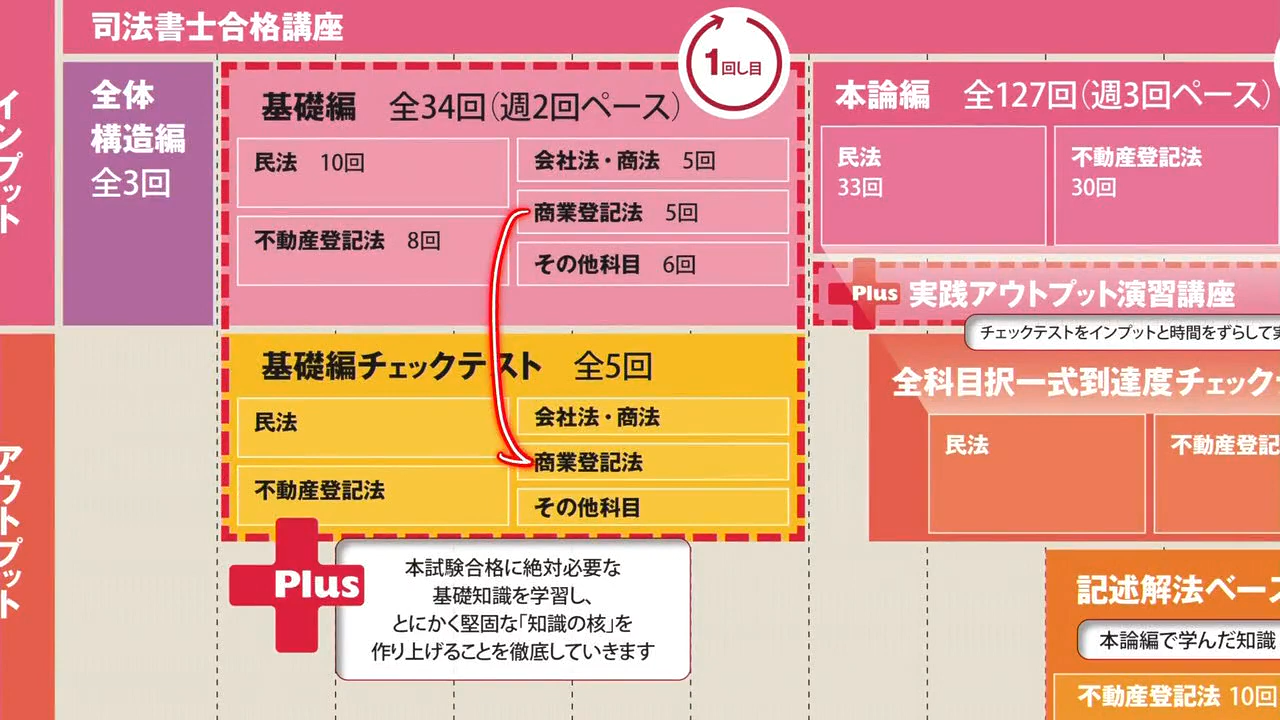 司法書士合格講座
インプット
全体
構造編
全3回
1回し目
基礎編 全34回(週2回ペース)
民法 10回
不動産登記法 8回
会社法・商法 5回
商業登記法 5回
その他科目 6回
本論編 全127回(週3回ペース)
民法
33回
不動産登記法
30回
Plus 実践アウトプット演習講座
チェックテストをインプットと時間をずらして実
アウトプット
基礎編チェックテスト 全5回
民法
不動産登記法
会社法・商法
商業登記法
その他科目
全科目択一式到達度チェック
民法
不動産登記
Plus
本試験合格に絶対必要な
基礎知識を学習し、
とにかく堅固な「知識の核」を
作り上げることを徹底していきます
記述解法ベース
本論編で学んだ知識
不動産登記法 10回